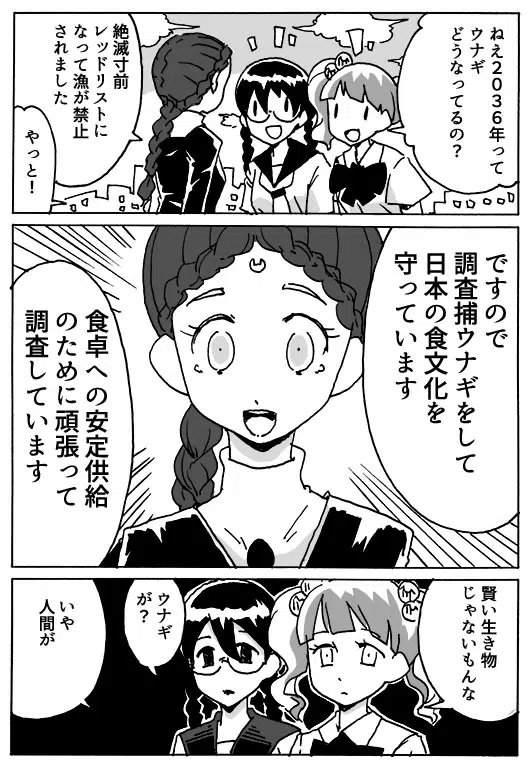 ねえ2036年って
ウナギ
どうなってるの？
絶滅寸前
レッドリストに
なって漁が禁止
されました
やっと！
ですので
調査捕ウナギをして
日本の食文化を
守っています
食卓への安定供給
のために頑張って
調査しています
賢い生き物
じゃないもんな
ウナギ
が？
いや
人間が